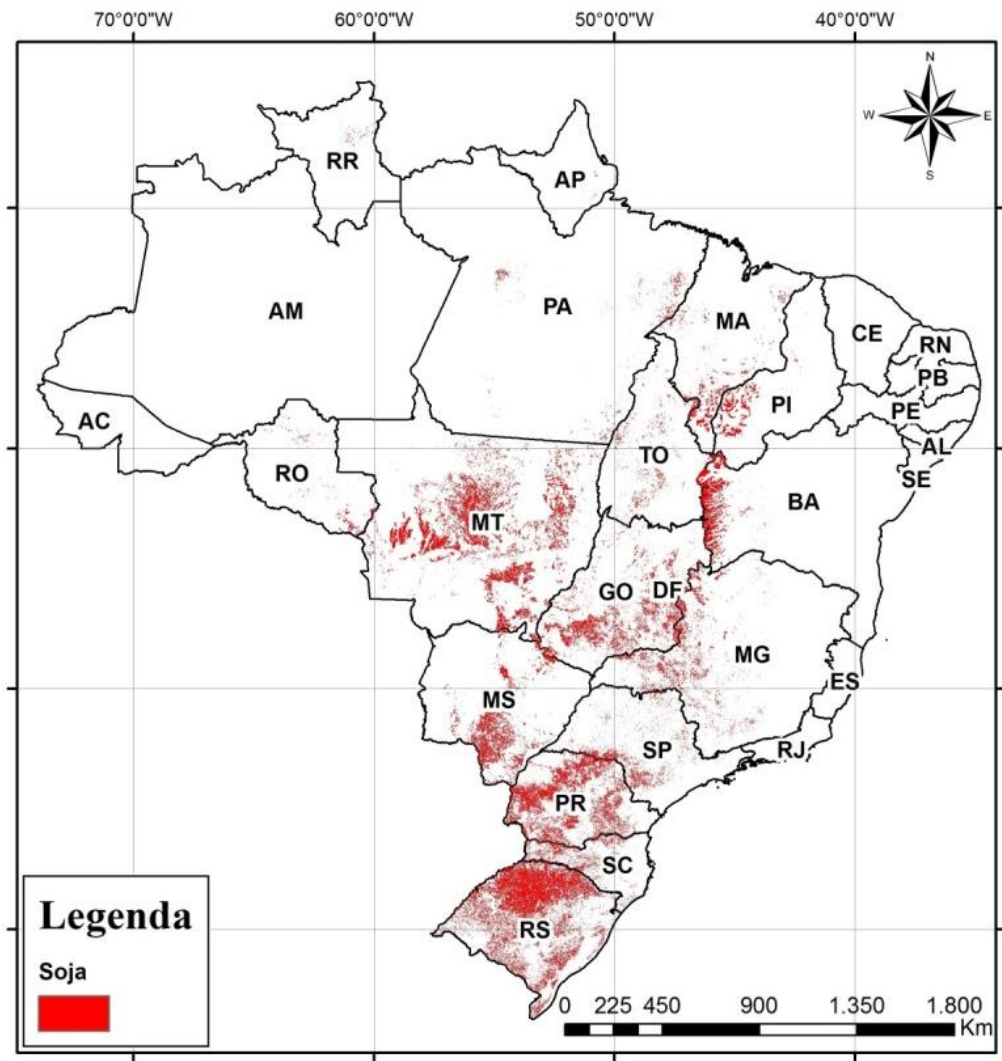 70°0'0"W 60°0'0"W 50°0'0"W 40°0'0"W
N
W E
S
RR
AP
AM
PA
MA
CE
RN
PB
PI
PE
AC
AL
TO
SE
RO
BA
MT
GO
DF
MG
ES
MS
SP
RJ
PR
SC
RS
Legenda
Soja
0 225 450 900 1.350 1.800
Km